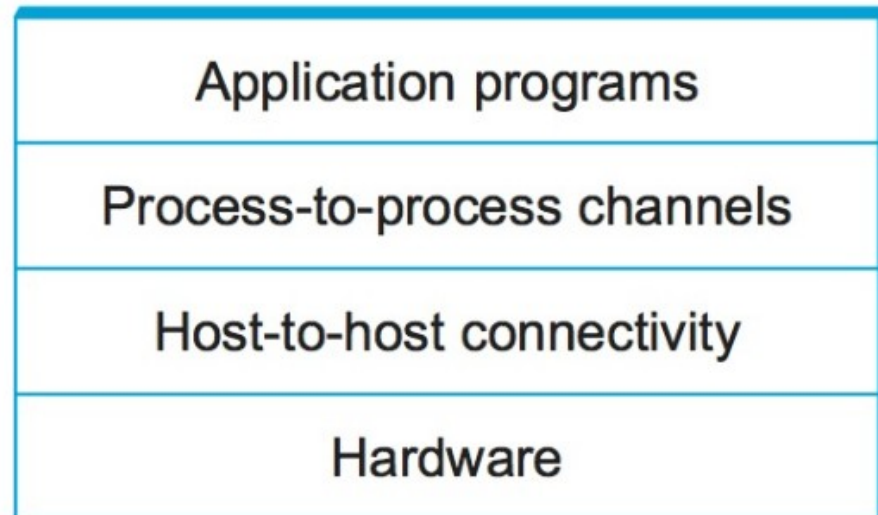 Application programs
Process-to-process channels
Host-to-host connectivity
Hardware